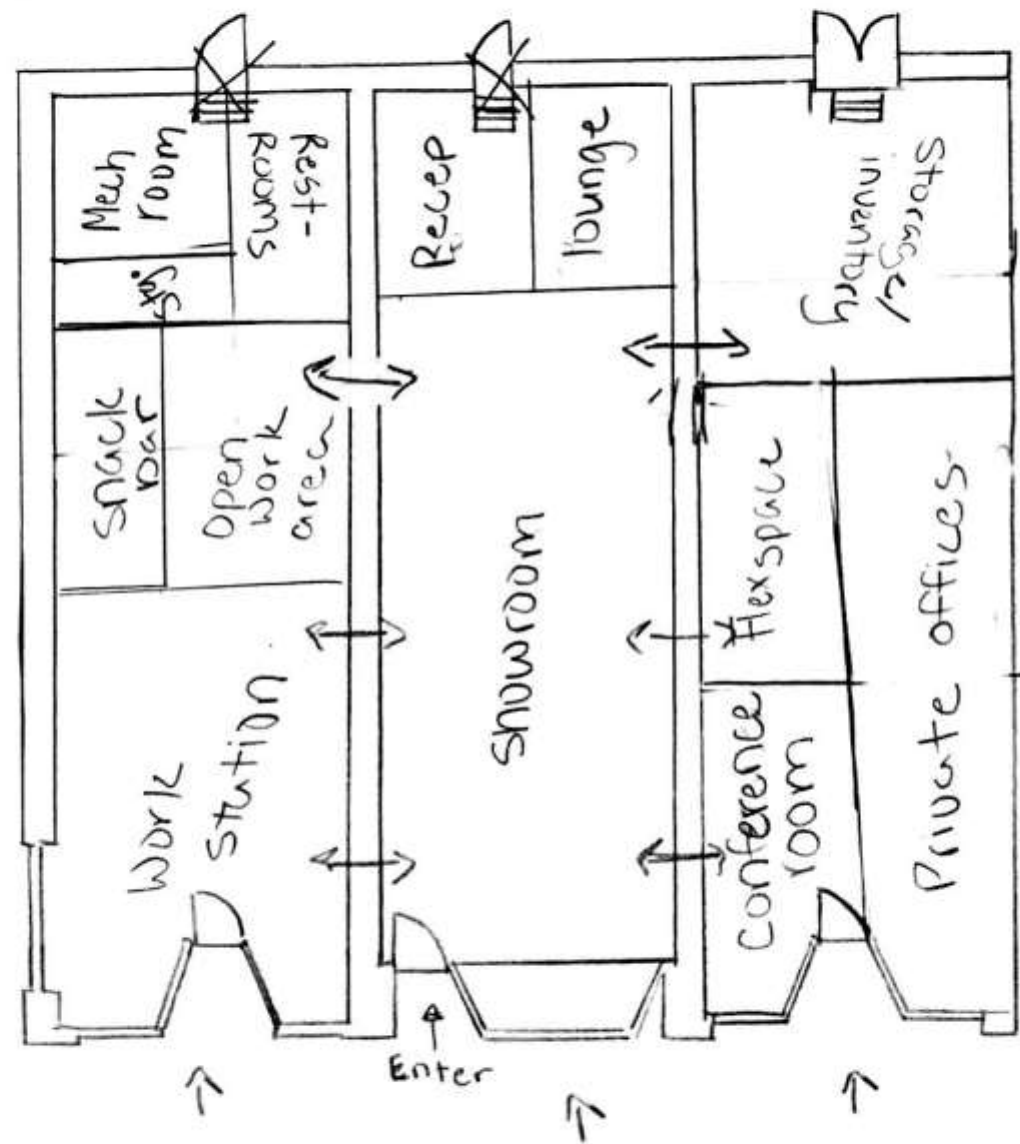 Mech
room
Rest-
Rooms
Recep
lounge
Storage/
inventory
stg.
Snack
bar
Open
Work
area
flexspace
Showroom
Private offices
Work
Station
Conference
room
Enter